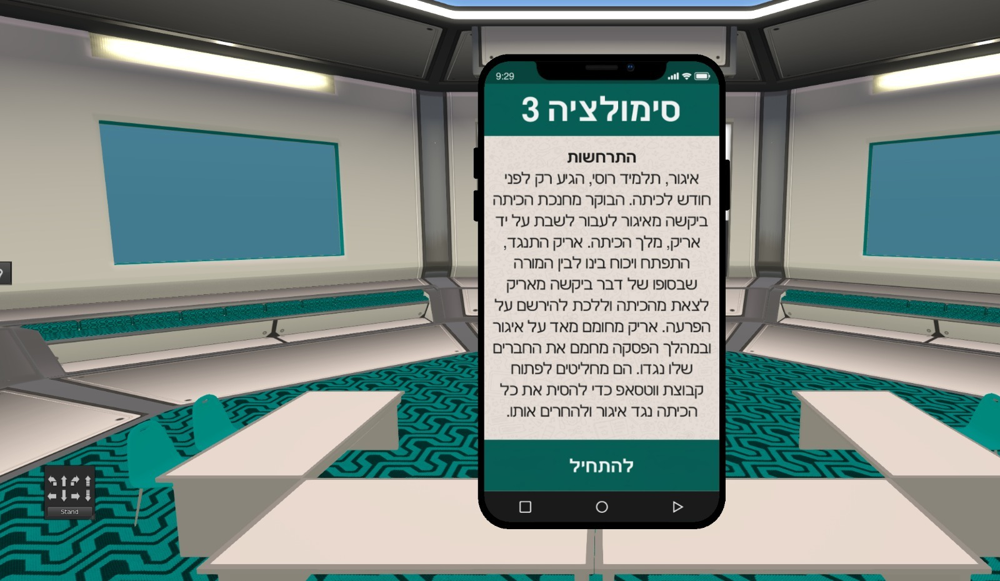 9:29
סימולציה 3
התרחשות
איגור, תלמיד רוסי, הגיע רק לפני
חודש לכיתה. הבוקר מחנכת הכיתה
ביקשה מאיגור לעבור לשבת על יד
אריק, מלך הכיתה. אריק התנגד,
התפתח ויכוח בינו לבין המורה
שבסופו של דבר ביקשה מאריק
לצאת מהכיתה וללכת להירשם על
הפרעה. אריק מחומם מאד על איגור
ובמהלך הפסקה מחמם את החברים
שלו נגדו. הם מחליטים לפתוח
קבוצת ווטסאפ כדי להסית את כל
הכיתה נגד איגור ולהחרים אותו.
להתחיל
Stand